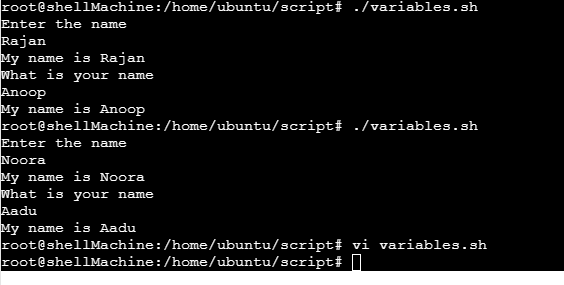 root@shellMachine:/home/ubuntu/script# ./variables.sh
Enter the name
Rajan
My name is Rajan
What is your name
Anoop
My name is Anoop
root@shellMachine:/home/ubuntu/script# ./variables.sh
Enter the name
Noora
My name is Noora
What is your name
Aadu
My name is Aadu
root@shellMachine:/home/ubuntu/script# vi variables.sh
root@shellMachine:/home/ubuntu/script#